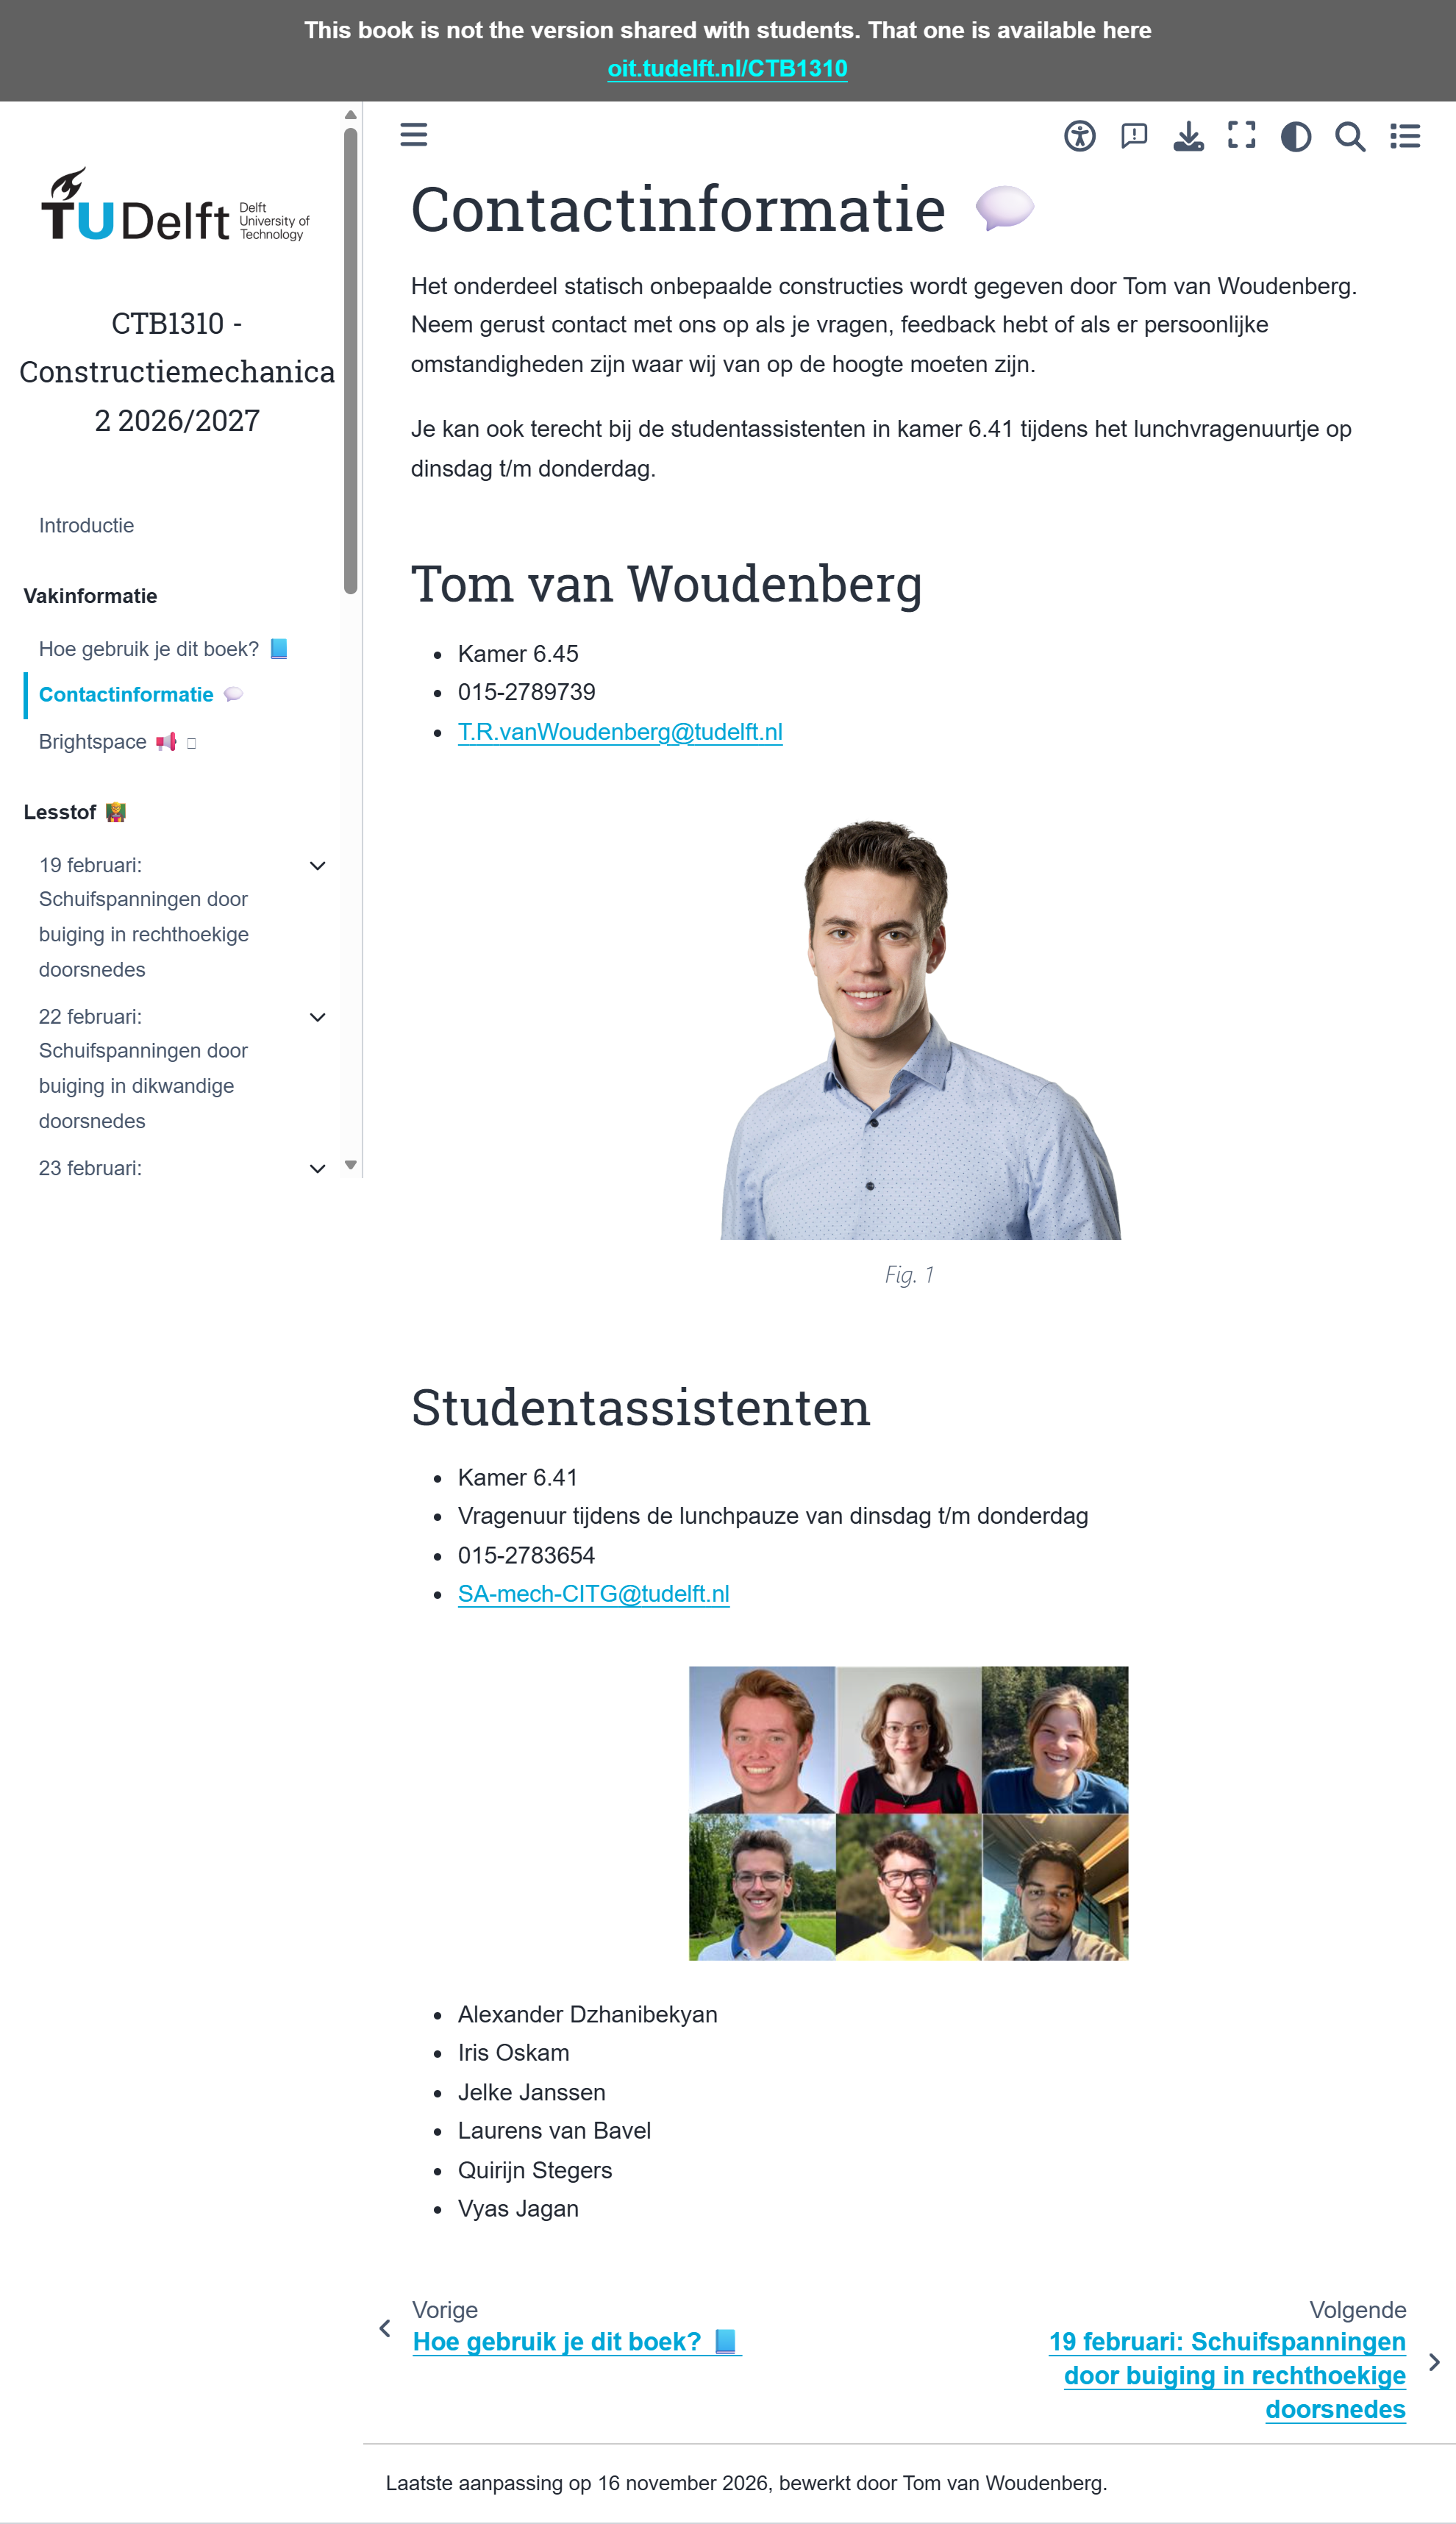 This book is not the version shared with students. That one is available here
oit.tudelft.nl/CTB1310
TUDelft
Delft
University of
Technology
CTB1310 -
Constructiemechanica
2 2026/2027
Introductie
Vakinformatie
Hoe gebruik je dit boek?
Contactinformatie
Brightspace
Lesstof
19 februari:
Schuifspanningen door
buiging in rechthoekige
doorsnedes
22 februari:
Schuifspanningen door
buiging in dikwandige
doorsnedes
23 februari:
Contactinformatie
Het onderdeel statisch onbepaalde constructies wordt gegeven door Tom van Woudenberg.
Neem gerust contact met ons op als je vragen, feedback hebt of als er persoonlijke
omstandigheden zijn waar wij van op de hoogte moeten zijn.
Je kan ook terecht bij de studentassistenten in kamer 6.41 tijdens het lunchvragenuurtje op
dinsdag t/m donderdag.
Tom van Woudenberg
Kamer 6.45
015-2789739
T.R.vanWoudenberg@tudelft.nl
Fig. 1
Studentassistenten
Kamer 6.41
Vragenuur tijdens de lunchpauze van dinsdag t/m donderdag
015-2783654
SA-mech-CITG@tudelft.nl
Alexander Dzhanibekyan
Iris Oskam
Jelke Janssen
Laurens van Bavel
Quirijn Stegers
Vyas Jagan
Vorige
Hoe gebruik je dit boek?
Volgende
19 februari: Schuifspanningen
door buiging in rechthoekige
doorsnedes
Laatste aanpassing op 16 november 2026, bewerkt door Tom van Woudenberg.